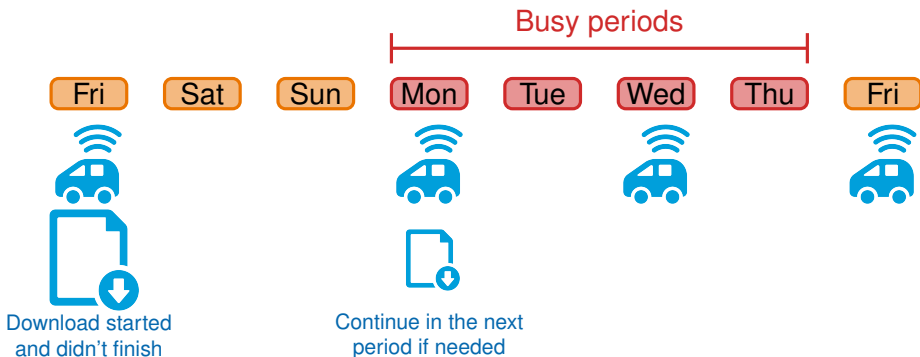 Busy periods
Fri Sat Sun Mon Tue Wed Thu Fri
Download started
and didn't finish
Continue in the next
period if needed